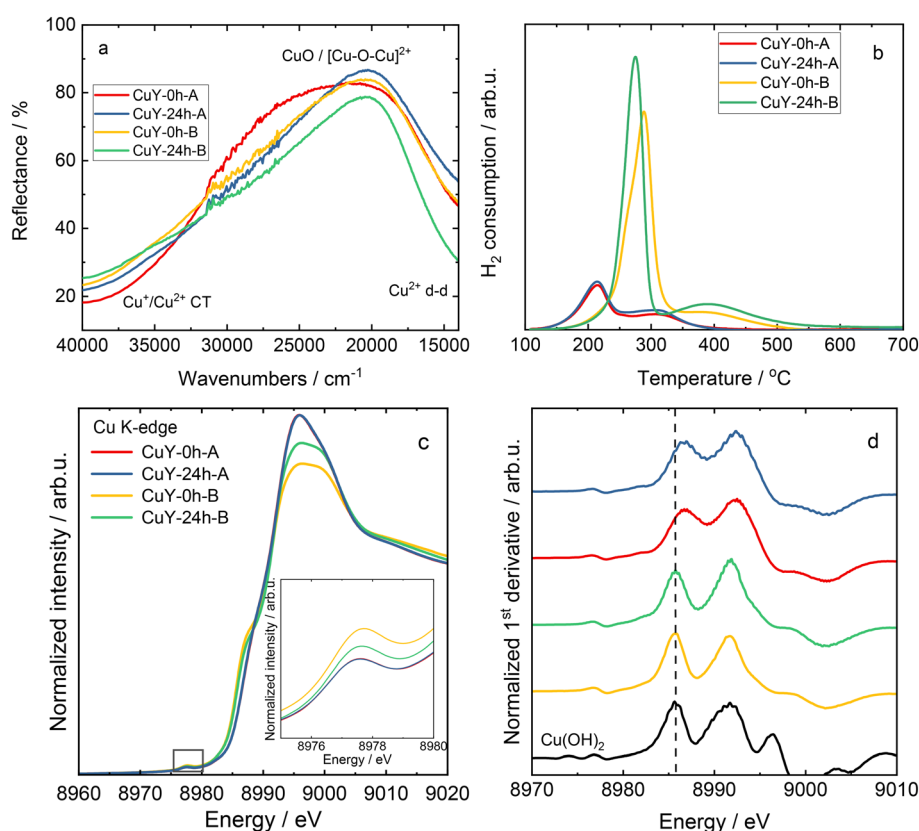 a
CuO / [Cu-O-Cu]²⁺
CuY-0h-A
CuY-24h-A
CuY-0h-B
CuY-24h-B
Cu⁺/Cu²⁺ CT
Cu²⁺ d-d
100
80
60
40
20
40000 35000 30000 25000 20000 15000
Reflectance / %
Wavenumbers / cm⁻¹
b
CuY-0h-A
CuY-24h-A
CuY-0h-B
CuY-24h-B
H₂ consumption / arb.u.
100 200 300 400 500 600 700
Temperature / °C
Cu K-edge
c
CuY-0h-A
CuY-24h-A
CuY-0h-B
CuY-24h-B
Normalized intensity / arb.u.
Normalized intensity / arb.u.
8976 8978 8980
Energy / eV
8960 8970 8980 8990 9000 9010 9020
Energy / eV
d
Cu(OH)₂
Normalized 1ˢᵗ derivative / arb.u.
8970 8980 8990 9000 9010
Energy / eV